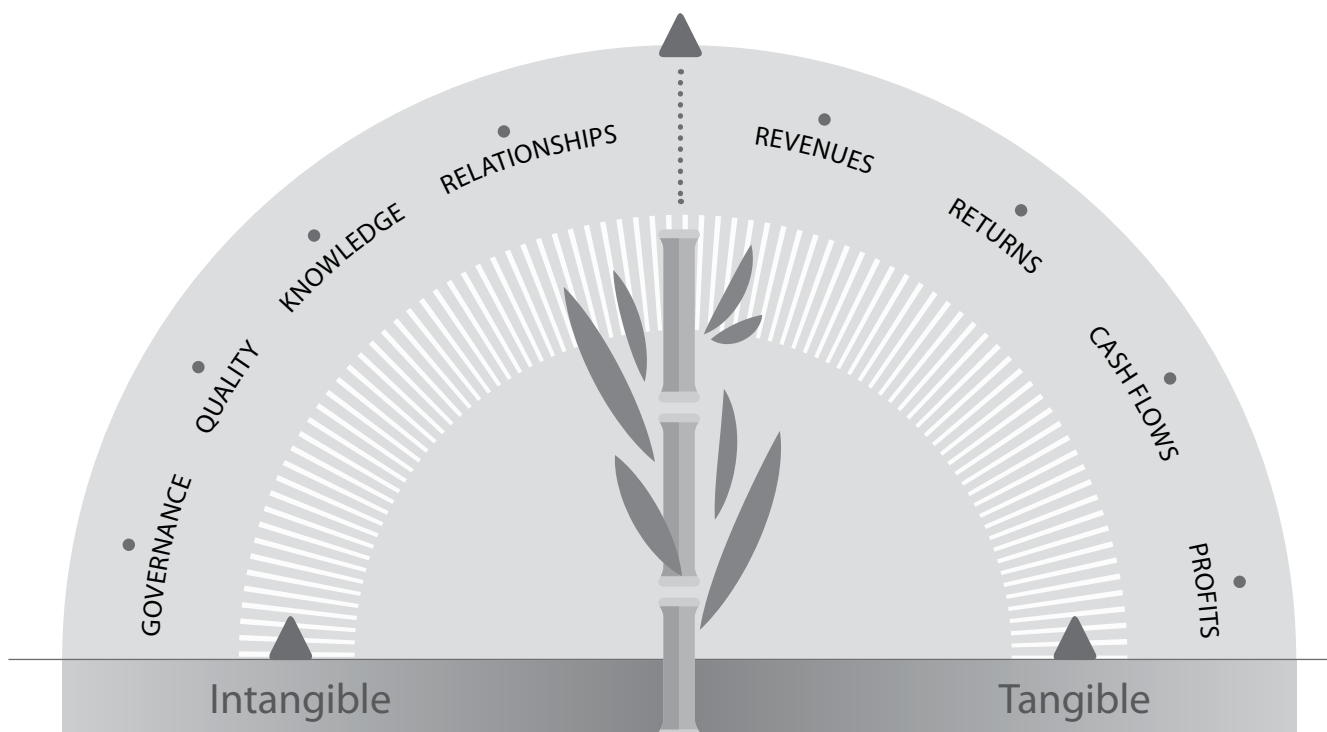 GOVERNANCE
QUALITY
KNOWLEDGE
RELATIONSHIPS
REVENUES
RETURNS
CASH FLOWS
PROFITS
Intangible
Tangible